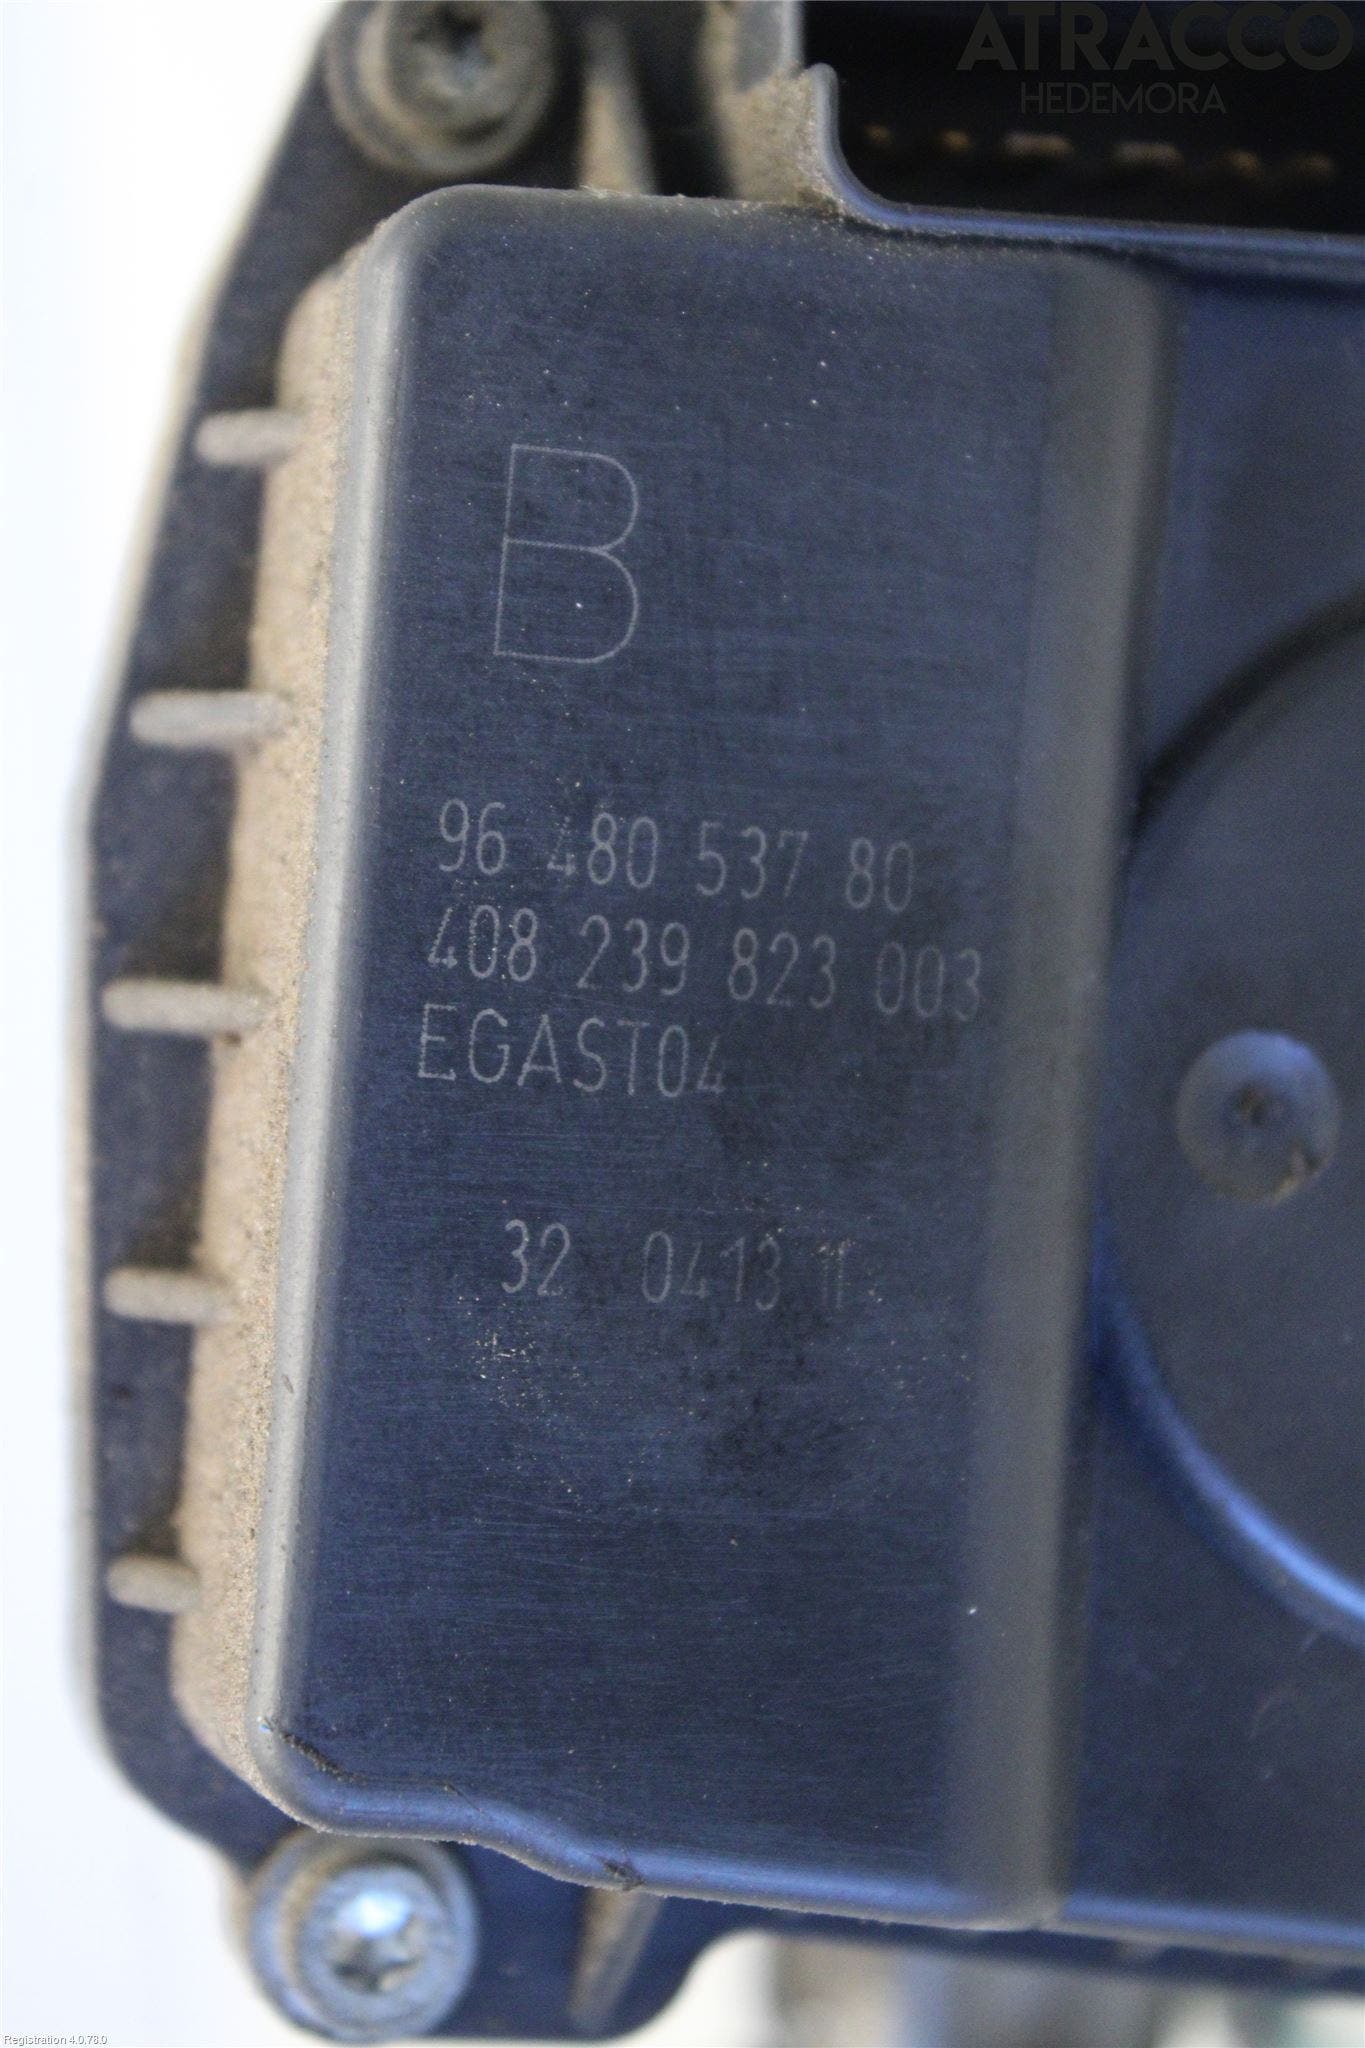 ATRACCO
HEDEMORA
B
96 480 537 80
408 239 823 003
EGAST04
32 0413
Registration 4.0.78.0